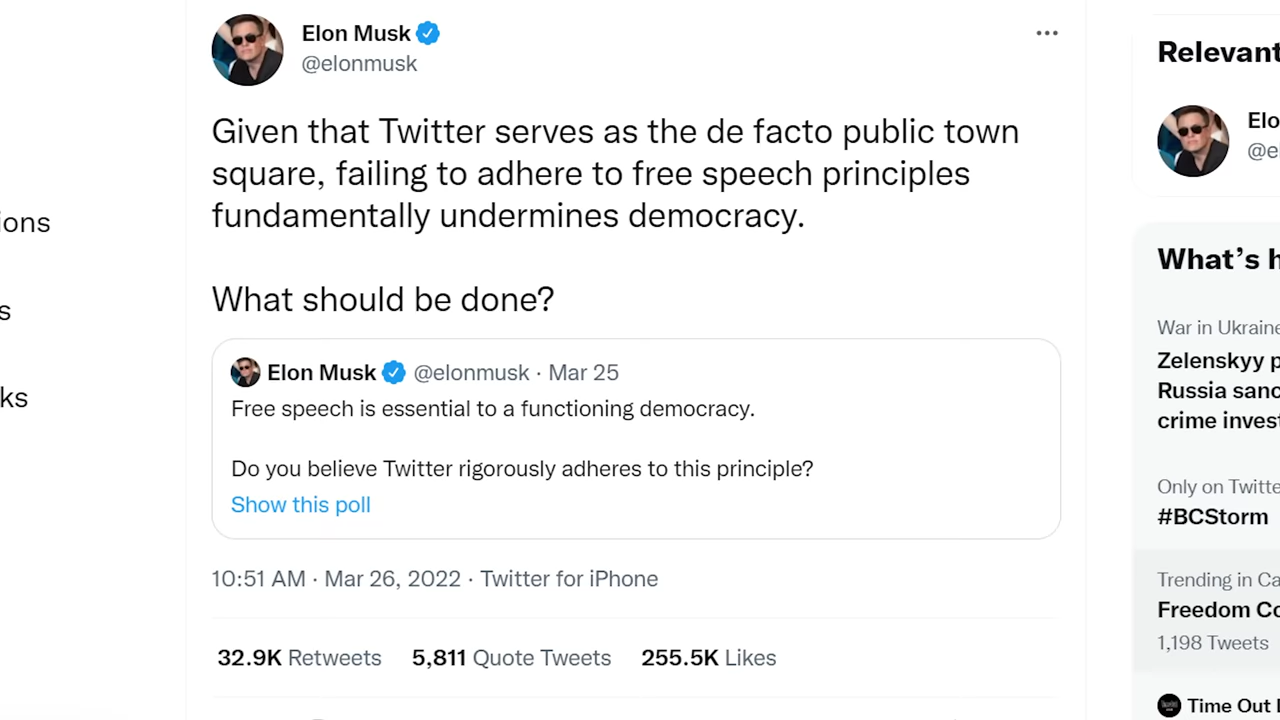 Elon Musk
@elonmusk
Given that Twitter serves as the de facto public town
square, failing to adhere to free speech principles
fundamentally undermines democracy.
What should be done?
Elon Musk @elonmusk · Mar 25
Free speech is essential to a functioning democracy.
Do you believe Twitter rigorously adheres to this principle?
Show this poll
10:51 AM · Mar 26, 2022 · Twitter for iPhone
32.9K Retweets 5,811 Quote Tweets 255.5K Likes
ions
s
ks
Relevant
Elo
@el
What's h
War in Ukraine
Zelenskyy p
Russia sanc
crime invest
Only on Twitte
#BCStorm
Trending in Ca
Freedom Co
1,198 Tweets
Time Out